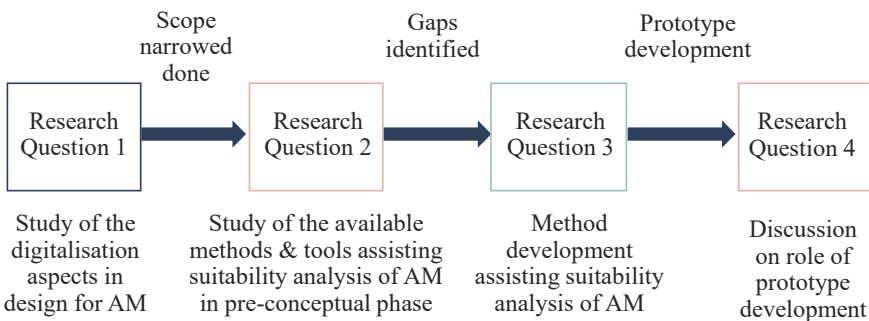 Scope
narrowed
done
Gaps
identified
Prototype
development
Research
Question 1
Research
Question 2
Research
Question 3
Research
Question 4
Study of the
digitalisation
aspects in
design for AM
Study of the available
methods & tools assisting
suitability analysis of AM
in pre-conceptual phase
Method
development
assisting suitability
analysis of AM
Discussion
on role of
prototype
development